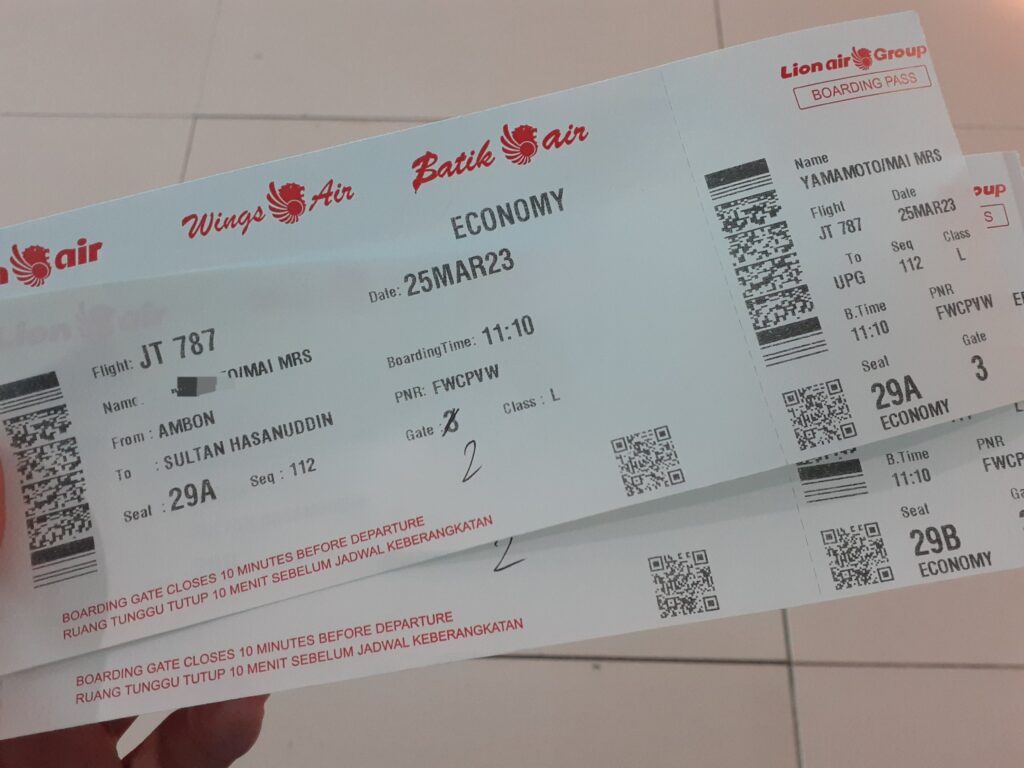 Lion air Group
BOARDING PASS
Batik air
Wings Air
air
ECONOMY
Date: 25MAR23
Flight: JT 787
BoardingTime: 11:10
O/MAI MRS
PNR: FWCPVW
From : AMBON
Gate : 3 Class : L
2
To : SULTAN HASANUDDIN
Seat : 29A Seq : 112
BOARDING GATE CLOSES 10 MINUTES BEFORE DEPARTURE
RUANG TUNGGU TUTUP 10 MENIT SEBELUM JADWAL KEBERANGKATAN
Name
YAMAMOTO/MAI MRS
Flight Date
JT 787 25MAR23
To Seq Class
UPG 112 L
B.Time PNR
11:10 FWCPVW
Seat Gate
29A 3
ECONOMY
2
BOARDING GATE CLOSES 10 MINUTES BEFORE DEPARTURE
RUANG TUNGGU TUTUP 10 MENIT SEBELUM JADWAL KEBERANGKATAN
B.Time PNR
11:10
Seat
29B
ECONOMY